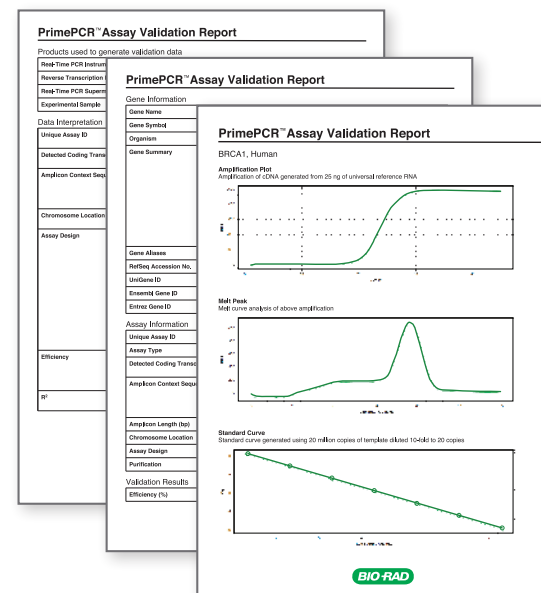 PrimePCR™ Assay Validation Report
Products used to generate validation data
Real-Time PCR Instrum
Reverse Transcription
Real-Time PCR Superm
Experimental Sample
Data Interpretation
Unique Assay ID
Detected Coding Trans
Amplicon Context Sequ
Chromosome Location
Assay Design
Efficiency
R²
PrimePCR™ Assay Validation Report
Gene Information
Gene Name
Gene Symbol
Organism
Gene Summary
Gene Aliases
RefSeq Accession No.
UniGene ID
Ensembl Gene ID
Entrez Gene ID
Assay Information
Unique Assay ID
Assay Type
Detected Coding Transc
Amplicon Context Sequ
Amplicon Length (bp)
Chromosome Location
Assay Design
Purification
Validation Results
Efficiency (%)
PrimePCR™ Assay Validation Report
BRCA1, Human
Amplification Plot
Amplification of cDNA generated from 25 ng of universal reference RNA
Melt Peak
Melt curve analysis of above amplification
Standard Curve
Standard curve generated using 20 million copies of template diluted 10-fold to 20 copies
BIO-RAD